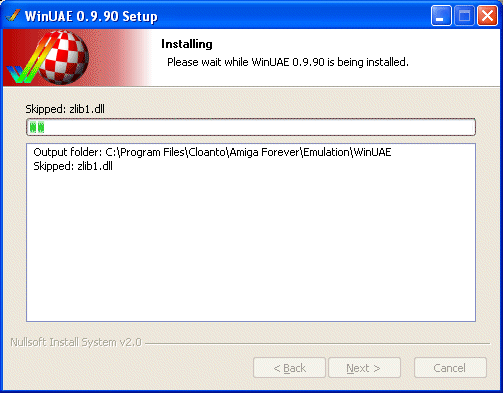 WinUAE 0.9.90 Setup
Installing
Please wait while WinUAE 0.9.90 is being installed.
Skipped: zlib1.dll
Output folder: C:\Program Files\Cloanto\Amiga Forever\Emulation\WinUAE
Skipped: zlib1.dll
Nullsoft Install System v2.0
< Back
Next >
Cancel